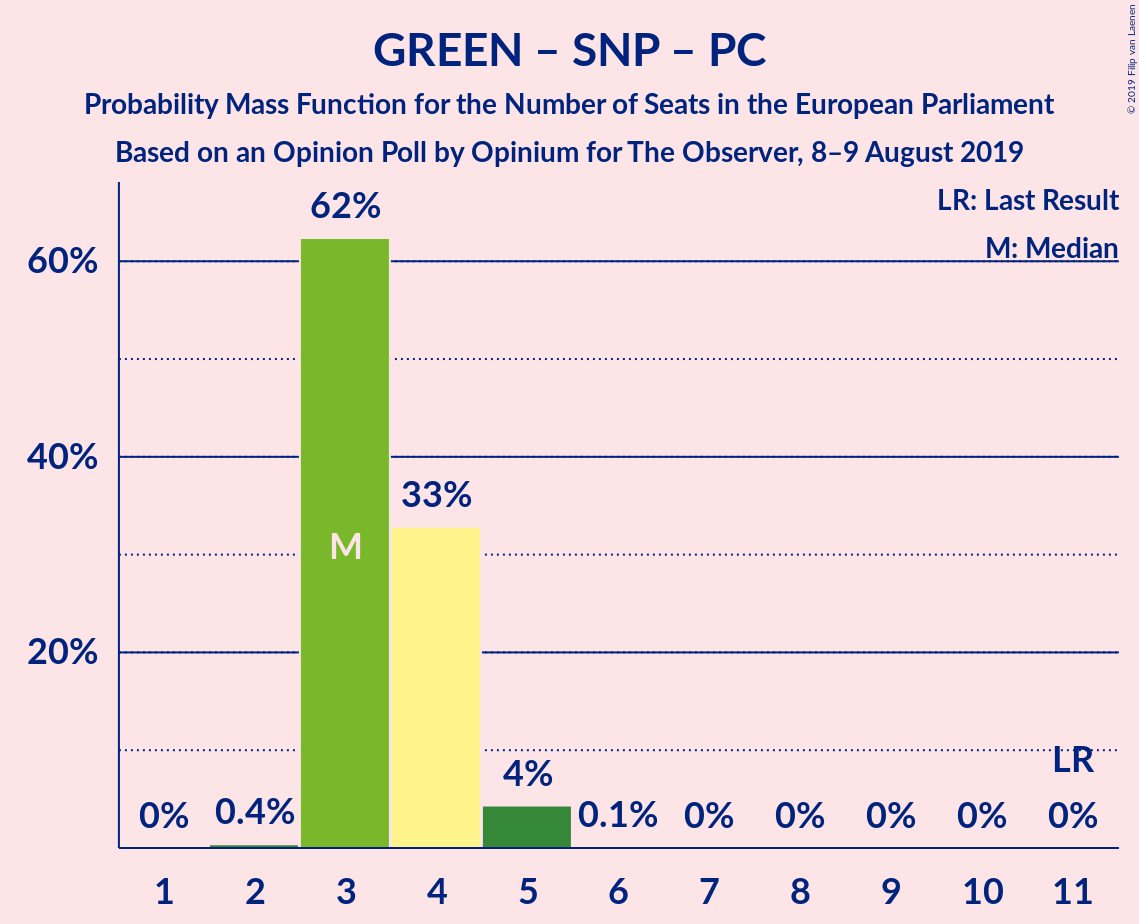 GREEN – SNP – PC
Probability Mass Function for the Number of Seats in the European Parliament
Based on an Opinion Poll by Opinium for The Observer, 8–9 August 2019
© 2019 Filip van Laenen
LR: Last Result
M: Median
62%
60%
40%
33%
M
20%
LR
4%
0% 0.4% 0.1% 0% 0% 0% 0% 0%
1 2 3 4 5 6 7 8 9 10 11